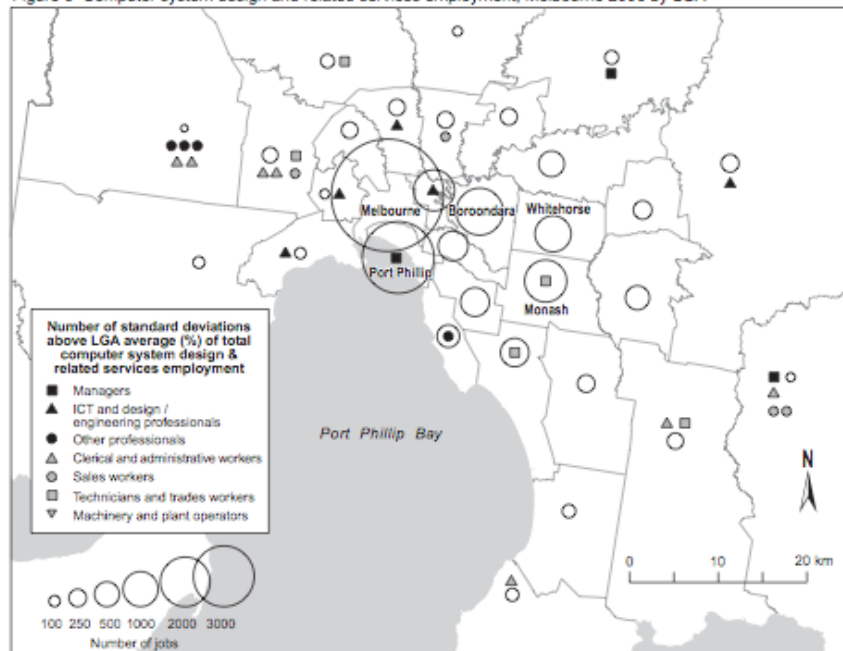 Melbourne
Boroondara
Whitehorse
Port Phillip
Monash
Number of standard deviations
above LGA average (%) of total
computer system design &
related services employment
Managers
ICT and design /
engineering professionals
Other professionals
Clerical and administrative workers
Sales workers
Technicians and trades workers
Machinery and plant operators
Port Phillip Bay
N
0 10 20 km
100 250 500 1000 2000 3000
Number of jobs